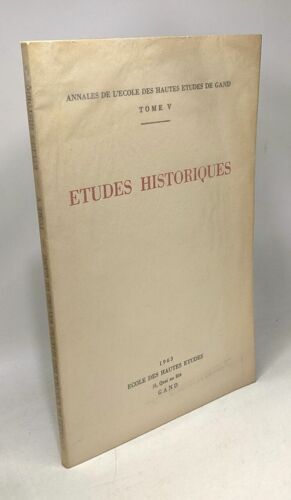 ANNALES DE L'ECOLE DES HAUTES ETUDES DE GAND
TOME V
ETUDES HISTORIQUES
1963
ECOLE DES HAUTES ETUDES
GAND